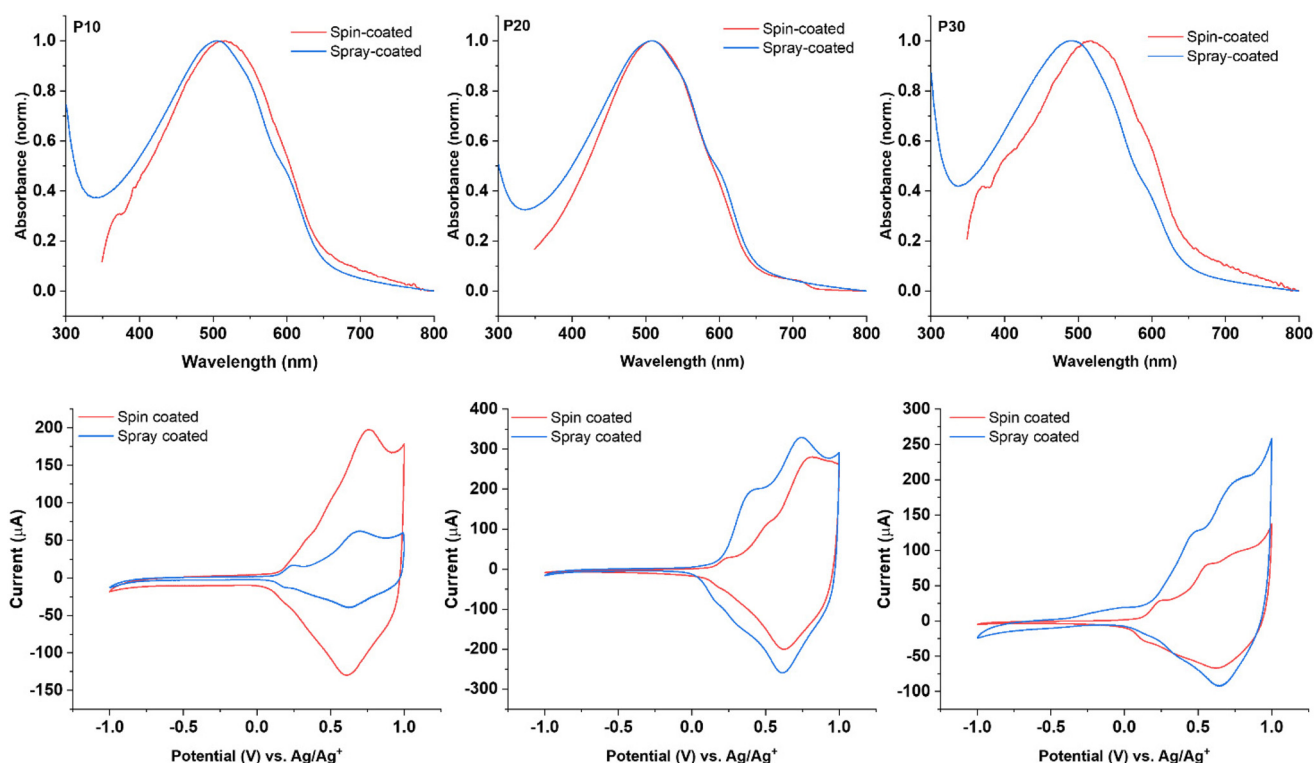 P10
Spin-coated
Spray-coated
1.0
0.8
0.6
0.4
0.2
0.0
Absorbance (norm.)
300 400 500 600 700 800
Wavelength (nm)
P20
Spin-coated
Spray-coated
1.0
0.8
0.6
0.4
0.2
0.0
Absorbance (norm.)
300 400 500 600 700 800
Wavelength (nm)
P30
Spin-coated
Spray-coated
1.0
0.8
0.6
0.4
0.2
0.0
Absorbance (norm.)
300 400 500 600 700 800
Wavelength (nm)
Spin coated
Spray coated
200
150
100
50
0
-50
-100
-150
Current (μA)
-1.0 -0.5 0.0 0.5 1.0
Potential (V) vs. Ag/Ag⁺
Spin coated
Spray coated
400
300
200
100
0
-100
-200
-300
Current (μA)
-1.0 -0.5 0.0 0.5 1.0
Potential (V) vs. Ag/Ag⁺
Spin coated
Spray coated
300
250
200
150
100
50
0
-50
-100
Current (μA)
-1.0 -0.5 0.0 0.5 1.0
Potential (V) vs. Ag/Ag⁺